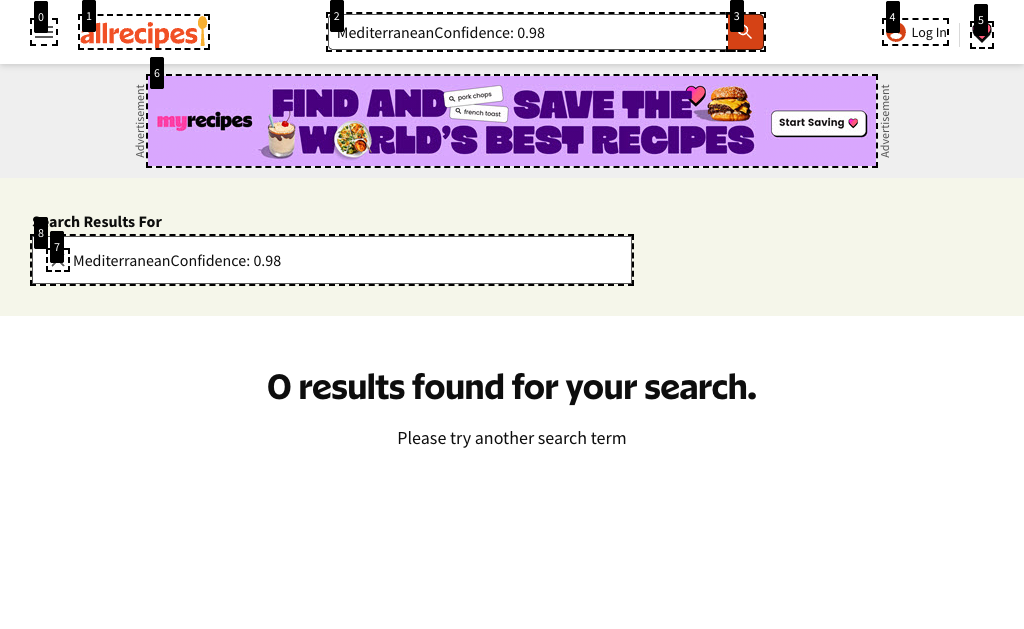 0
1
allrecipes
2
MediterraneanConfidence: 0.98
3
4
Log In
5
6
Advertisement
myrecipes
FIND AND pork chops french toast SAVE THE
WORLD'S BEST RECIPES
Start Saving
Advertisement
Search Results For
8
7
MediterraneanConfidence: 0.98
0 results found for your search.
Please try another search term